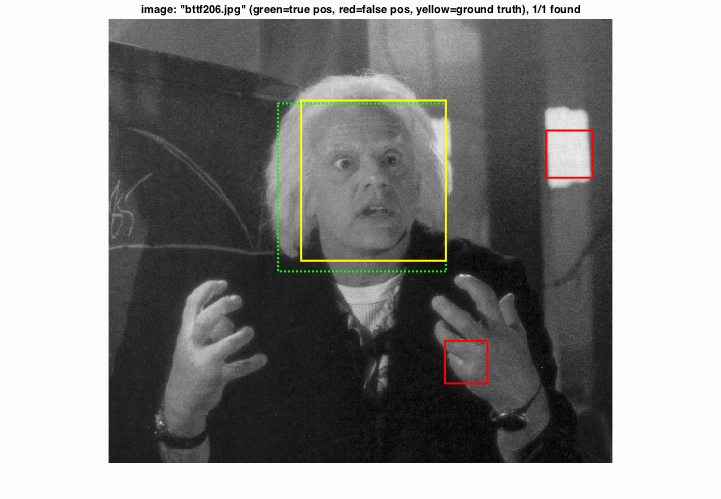 image: "bttf206.jpg" (green=true pos, red=false pos, yellow=ground truth), 1/1 found